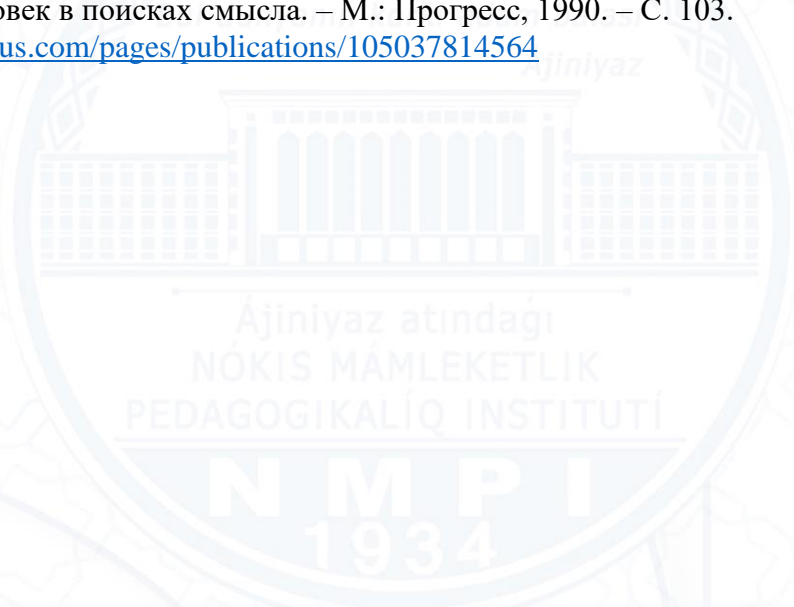 овек в поисках смысла. – М.: Прогресс, 1990. – С. 103.
us.com/pages/publications/105037814564
Ajiniyaz
Ájiniyaz atındaǵı
NÓKIS MÁMLEKETLIK
PEDAGOGIKALÍQ INSTITUTÍ
NMPI
1934